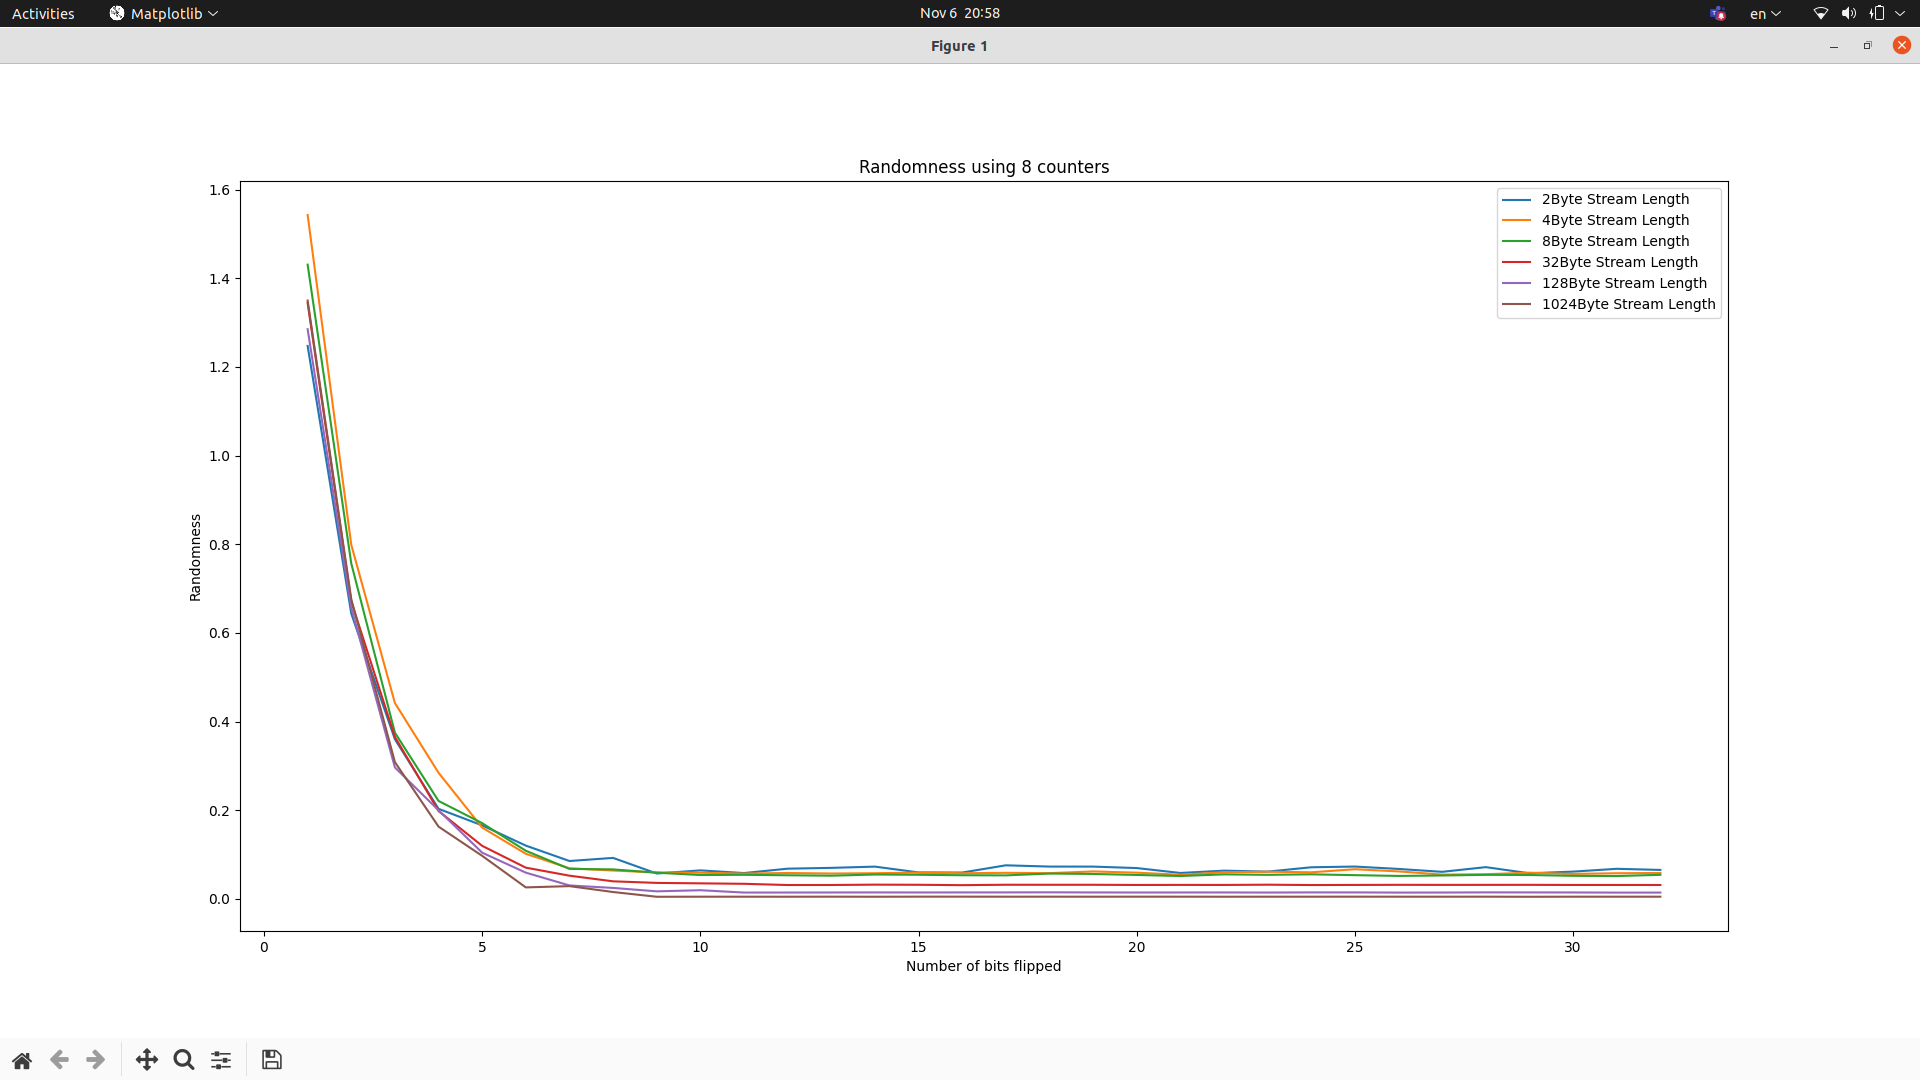 Activities
Matplotlib
Nov 6 20:58
en
Figure 1
Randomness using 8 counters
1.6
1.4
1.2
1.0
0.8
0.6
0.4
0.2
0.0
Randomness
2Byte Stream Length
4Byte Stream Length
8Byte Stream Length
32Byte Stream Length
128Byte Stream Length
1024Byte Stream Length
0 5 10 15 20 25 30
Number of bits flipped